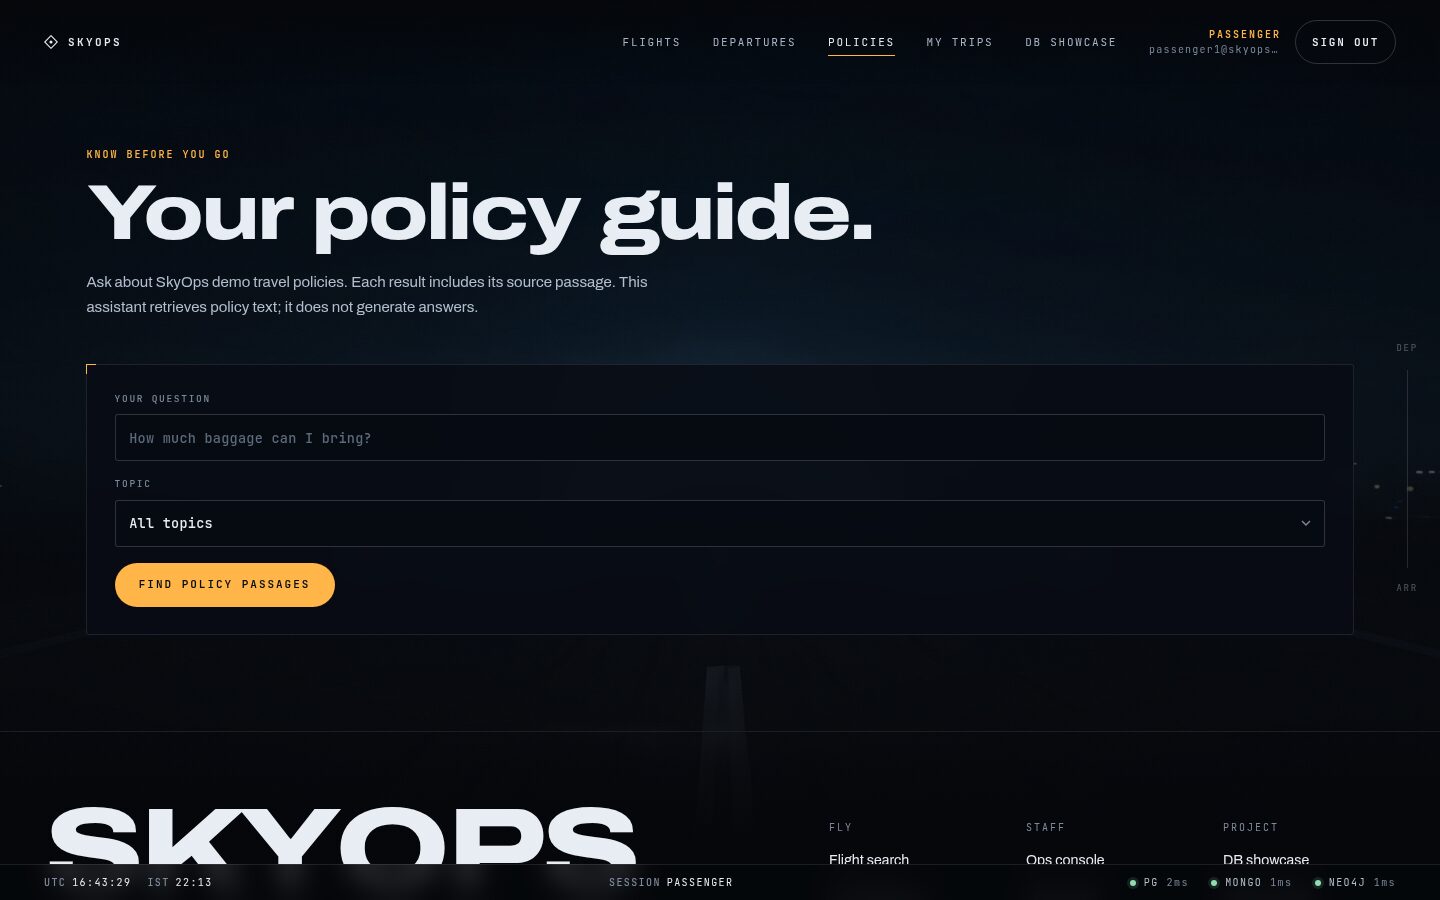 SKYOPS
FLIGHTS DEPARTURES POLICIES MY TRIPS DB SHOWCASE
PASSENGER
passenger1@skyops…
SIGN OUT
KNOW BEFORE YOU GO
Your policy guide.
Ask about SkyOps demo travel policies. Each result includes its source passage. This
assistant retrieves policy text; it does not generate answers.
DEP
YOUR QUESTION
How much baggage can I bring?
TOPIC
All topics
FIND POLICY PASSAGES
ARR
SKYOPS
FLY STAFF PROJECT
Flight search Ops console DB showcase
UTC 16:43:29 IST 22:13 SESSION PASSENGER PG 2ms MONGO 1ms NEO4J 1ms